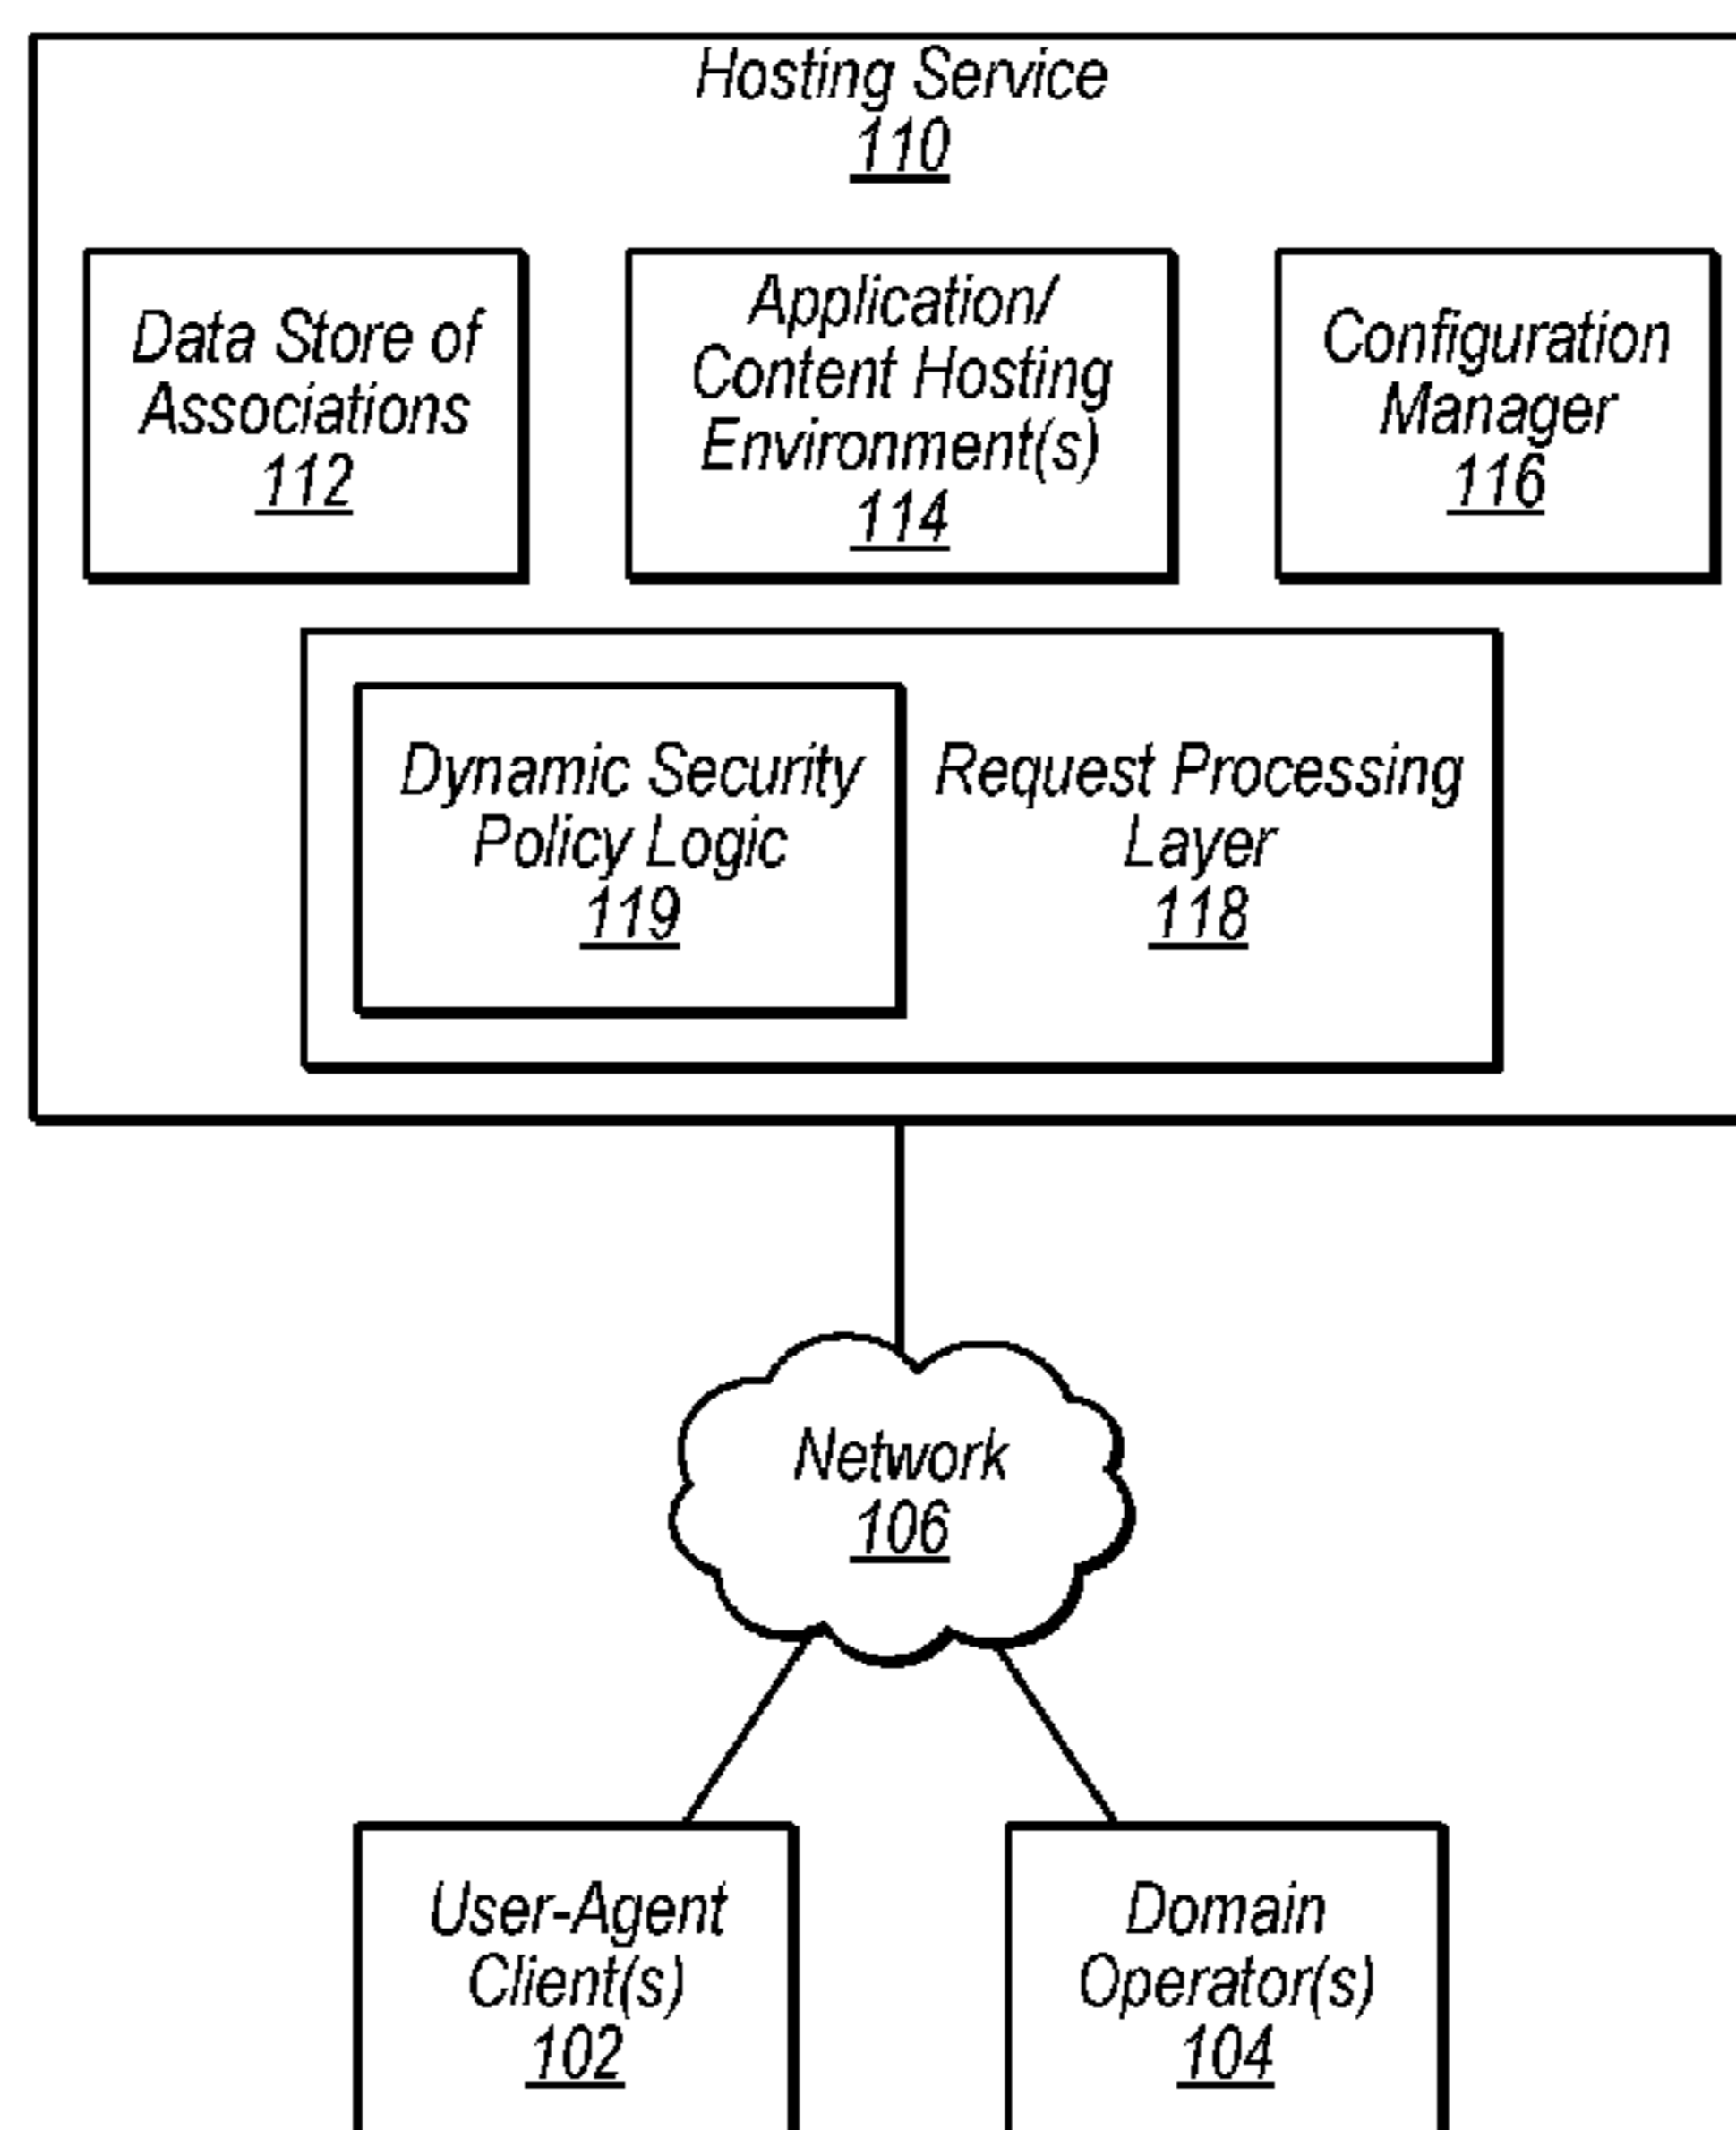 Hosting Service
110
Data Store of
Associations
112
Application/
Content Hosting
Environment(s)
114
Configuration
Manager
116
Dynamic Security
Policy Logic
119
Request Processing
Layer
118
Network
106
User-Agent
Client(s)
102
Domain
Operator(s)
104